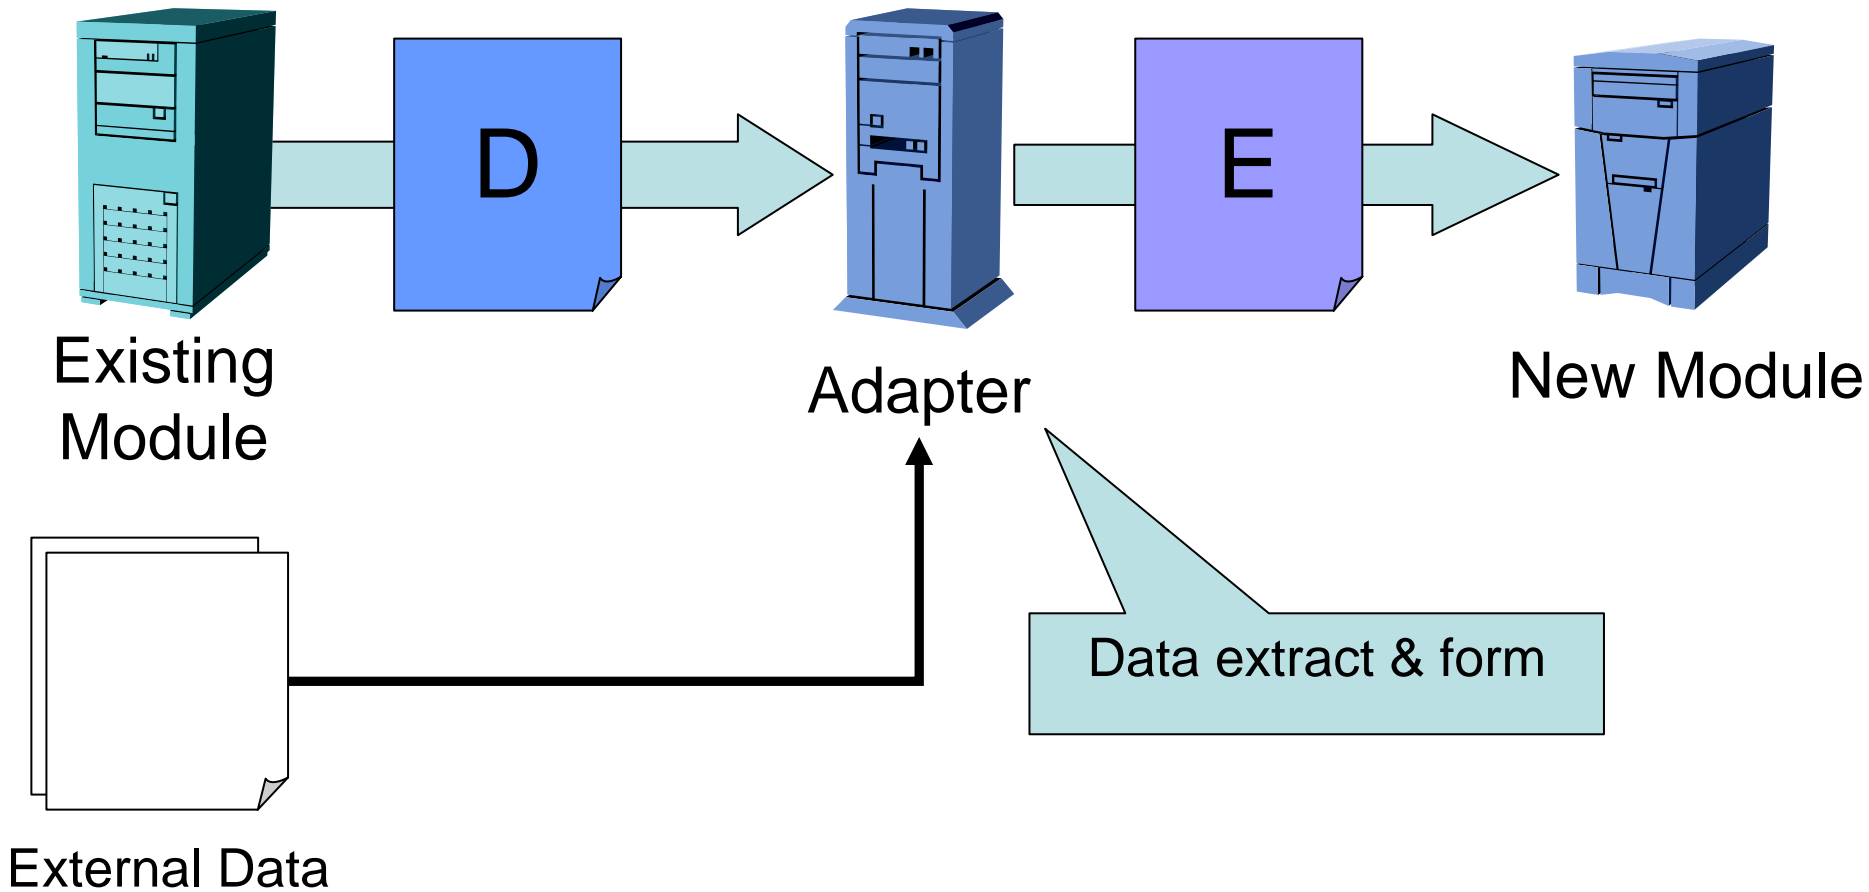 D
E
Existing
Module
Adapter
New Module
Data extract & form
External Data